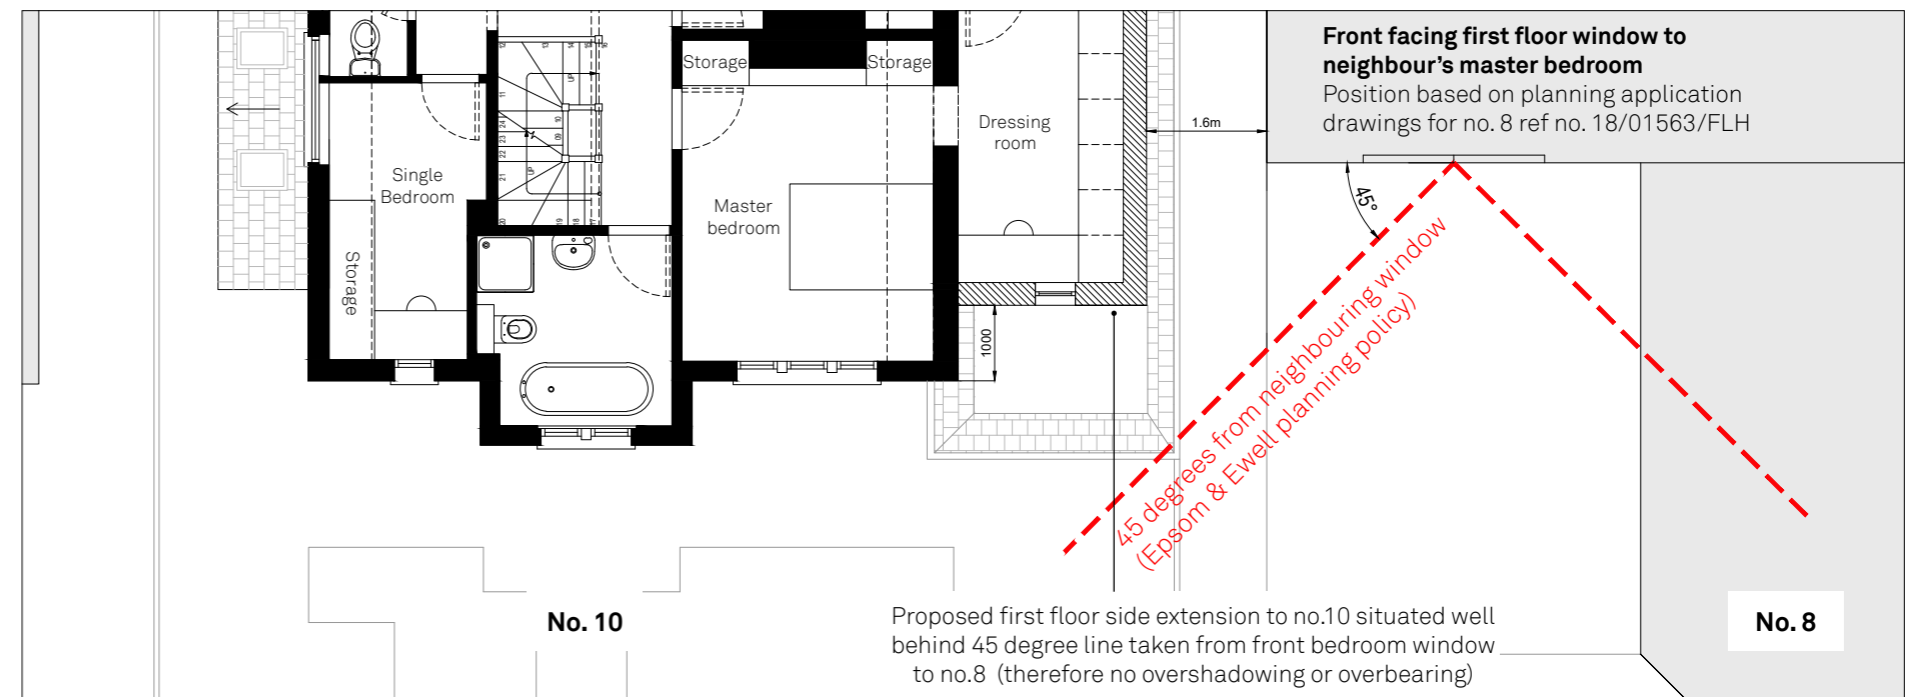 Front facing first floor window to
neighbour's master bedroom
Position based on planning application
drawings for no. 8 ref no. 18/01563/FLH
Storage
Storage
Dressing
room
1.6m
45°
Single
Bedroom
Storage
UP
UP
Master
bedroom
1000
45 degrees from neighbouring window
(Epsom & Ewell planning policy)
No. 10
Proposed first floor side extension to no.10 situated well
behind 45 degree line taken from front bedroom window
to no.8 (therefore no overshadowing or overbearing)
No. 8